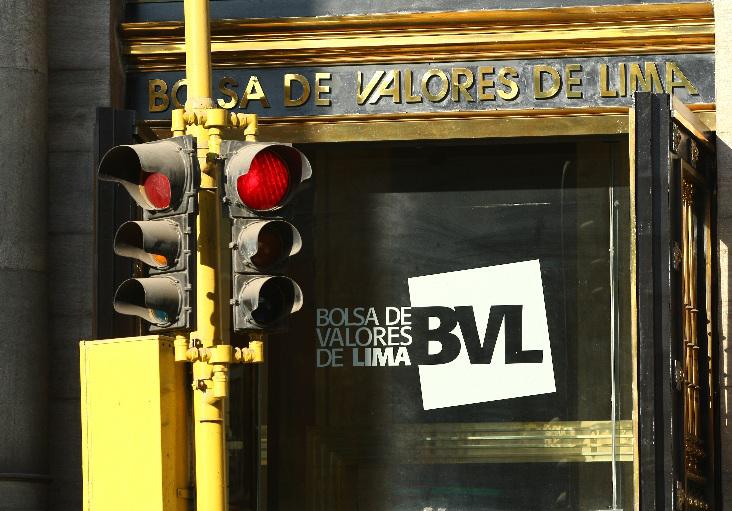 BOLSA DE VALORES DE LIMA
BOLSA DE
VALORES
DE LIMA
BVL